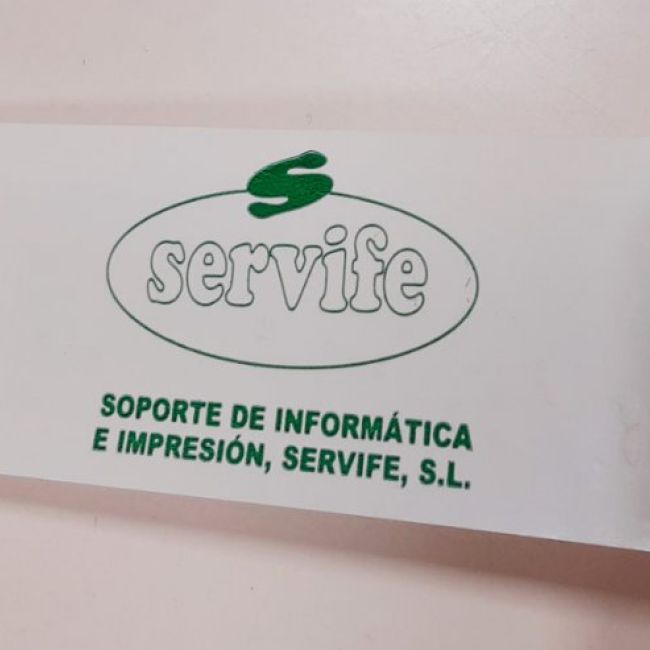 S
servife
SOPORTE DE INFORMÁTICA
E IMPRESIÓN, SERVIFE, S.L.